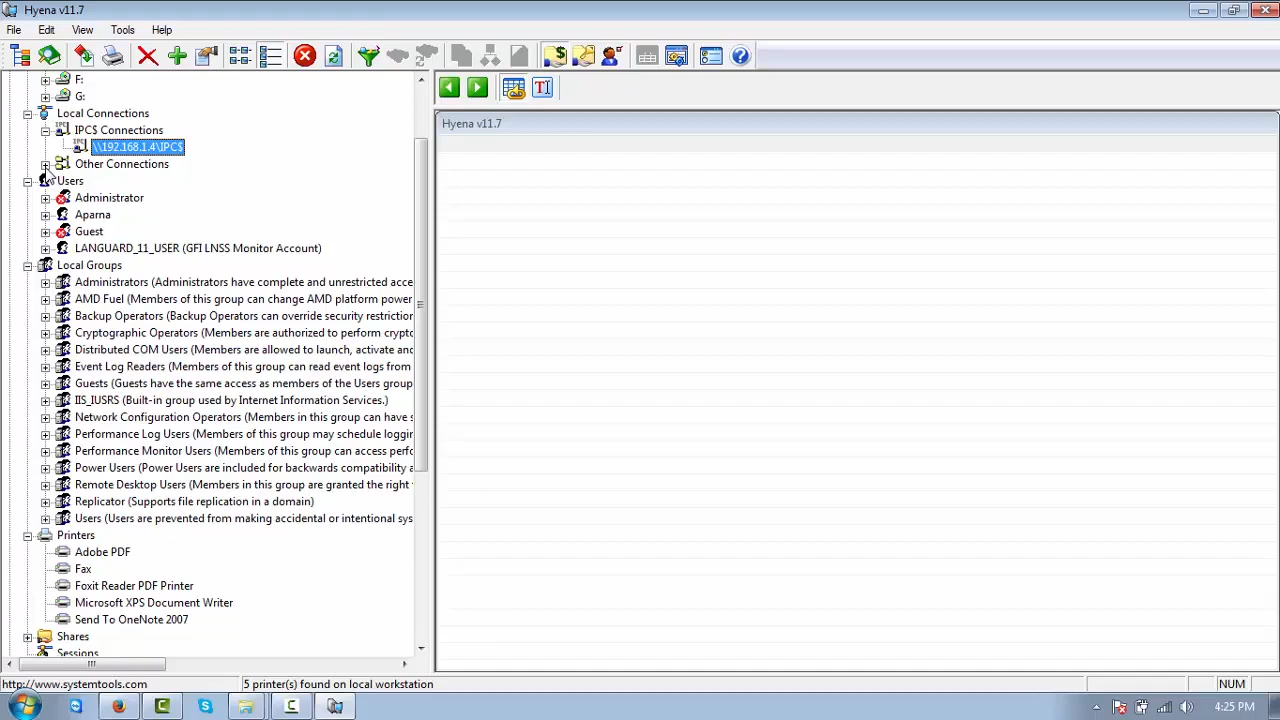 Hyena v11.7
File Edit View Tools Help
F:
G:
Local Connections
IPC$ Connections
\\192.168.1.4\IPC$
Other Connections
Users
Administrator
Aparna
Guest
LANGUARD_11_USER (GFI LNSS Monitor Account)
Local Groups
Administrators (Administrators have complete and unrestricted acce
AMD Fuel (Members of this group can change AMD platform power
Backup Operators (Backup Operators can override security restriction
Cryptographic Operators (Members are authorized to perform crypto
Distributed COM Users (Members are allowed to launch, activate and
Event Log Readers (Members of this group can read event logs from
Guests (Guests have the same access as members of the Users group
IIS_IUSRS (Built-in group used by Internet Information Services.)
Network Configuration Operators (Members in this group can have s
Performance Log Users (Members of this group may schedule loggin
Performance Monitor Users (Members of this group can access perfo
Power Users (Power Users are included for backwards compatibility a
Remote Desktop Users (Members in this group are granted the right
Replicator (Supports file replication in a domain)
Users (Users are prevented from making accidental or intentional sys
Printers
Adobe PDF
Fax
Foxit Reader PDF Printer
Microsoft XPS Document Writer
Send To OneNote 2007
Shares
Sessions
Hyena v11.7
http://www.systemtools.com
5 printer(s) found on local workstation
NUM
4:25 PM